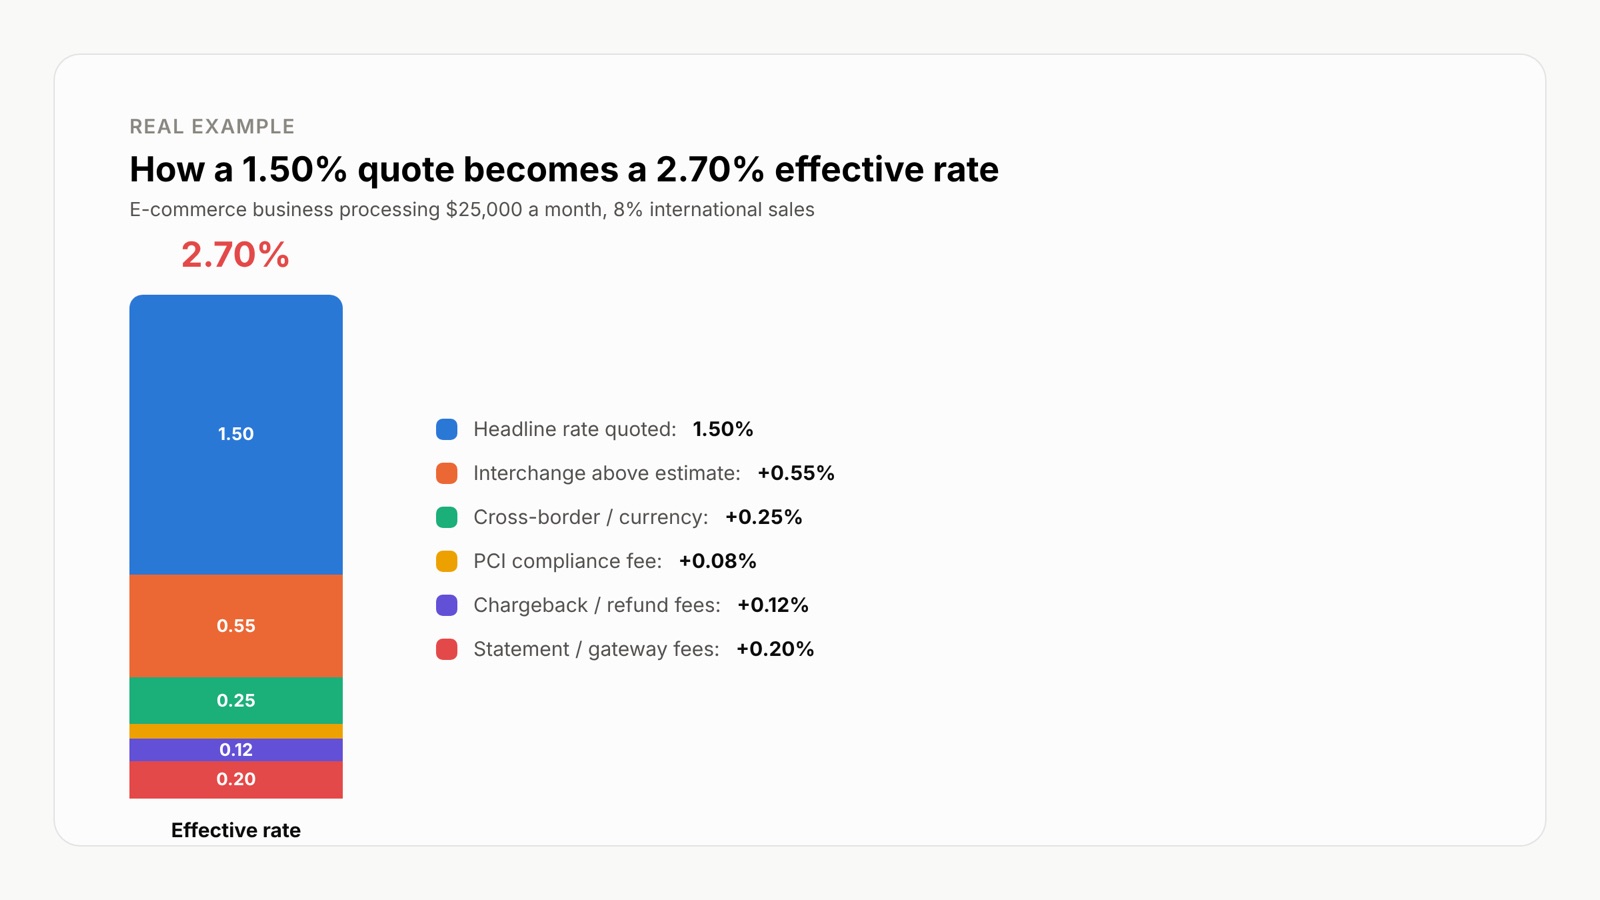 REAL EXAMPLE
How a 1.50% quote becomes a 2.70% effective rate
E-commerce business processing $25,000 a month, 8% international sales
2.70%
1.50
0.55
0.25
0.12
0.20
Effective rate
Headline rate quoted: 1.50%
Interchange above estimate: +0.55%
Cross-border / currency: +0.25%
PCI compliance fee: +0.08%
Chargeback / refund fees: +0.12%
Statement / gateway fees: +0.20%